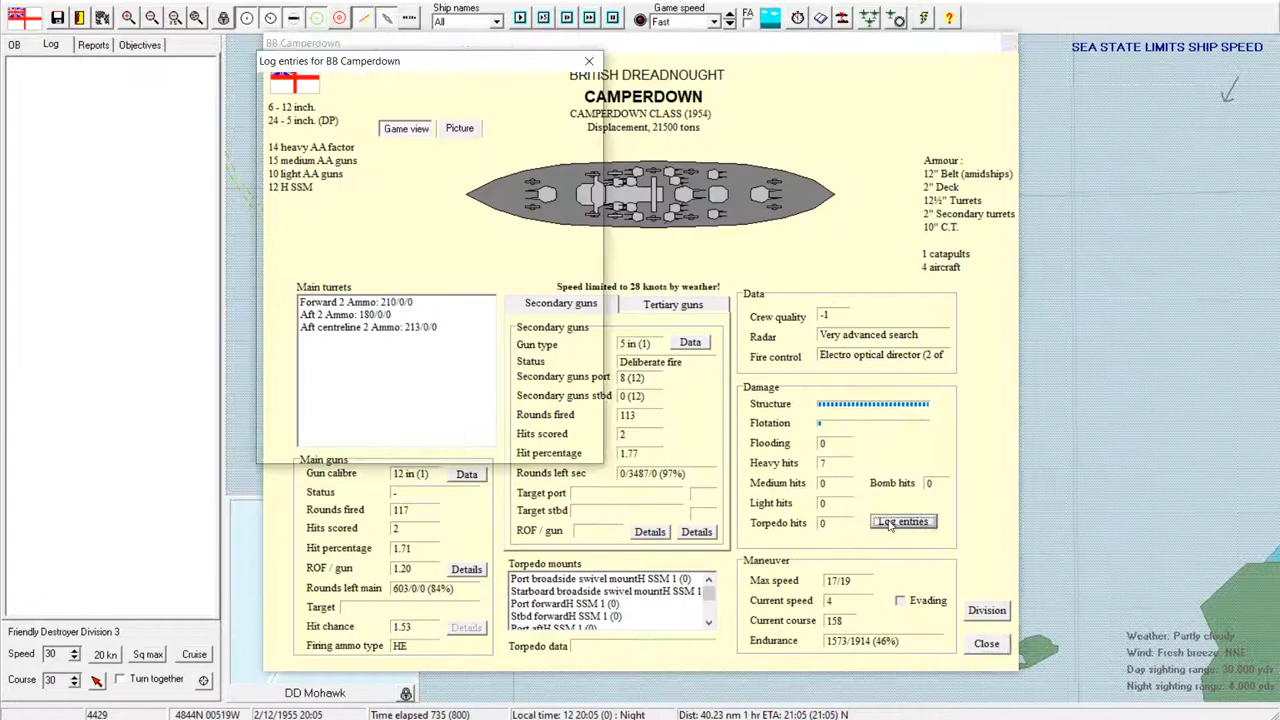 Ship names
All
Game speed
Fast
FA
OB
Log
Reports
Objectives
BB Camperdown
SEA STATE LIMITS SHIP SPEED
Log entries for BB Camperdown
BRITISH DREADNOUGHT
CAMPERDOWN
CAMPERDOWN CLASS (1954)
Displacement, 21500 tons
6 - 12 inch.
24 - 5 inch. (DP)
14 heavy AA factor
15 medium AA guns
10 light AA guns
12 H SSM
Game view
Picture
Armour :
12" Belt (amidships)
2" Deck
12½" Turrets
2" Secondary turrets
10" C.T.
1 catapults
4 aircraft
Speed limited to 28 knots by weather!
Main turrets
Forward 2 Ammo: 210/0/0
Aft 2 Ammo: 180/0/0
Aft centreline 2 Ammo: 213/0/0
Main guns
Gun calibre 12 in (1) Data
Status -
Rounds fired 117
Hits scored 2
Hit percentage 1.71
ROF / gun 1.20 Details
Rounds left main 603/0/0 (84%)
Target
Hit chance 1.53 Details
Firing ammo type HE
Secondary guns
Tertiary guns
Secondary guns
Gun type 5 in (1) Data
Status Deliberate fire
Secondary guns port 8 (12)
Secondary guns stbd 0 (12)
Rounds fired 113
Hits scored 2
Hit percentage 1.77
Rounds left sec 0/3487/0 (97%)
Target port
Target stbd
ROF / gun Details Details
Torpedo mounts
Port broadside swivel mountH SSM 1 (0)
Starboard broadside swivel mountH SSM 1
Port forwardH SSM 1 (0)
Stbd forwardH SSM 1 (0)
Port aftH SSM 1 (0)
Torpedo data
Data
Crew quality -1
Radar Very advanced search
Fire control Electro optical director (2 of
Damage
Structure
Flotation
Flooding 0
Heavy hits 7
Medium hits 0 Bomb hits 0
Light hits 0
Torpedo hits 0 Log entries
Maneuver
Max speed 17/19
Current speed 4 Evading
Current course 158
Endurance 1573/1914 (46%)
Division
Close
Friendly Destroyer Division 3
Speed 30 20 kn Sq max Cruise
Course 30 Turn together
DD Mohawk
Weather: Partly cloudy
Wind: Fresh breeze NNE
Day sighting range: 30.000 yds
Night sighting range: 4.000 yds
4429 4844N 00519W 2/12/1955 20:05 Time elapsed 735 (800) Local time: 12 20:05 : Night Dist: 40.23 nm 1 hr ETA: 21:05 (21:05) N